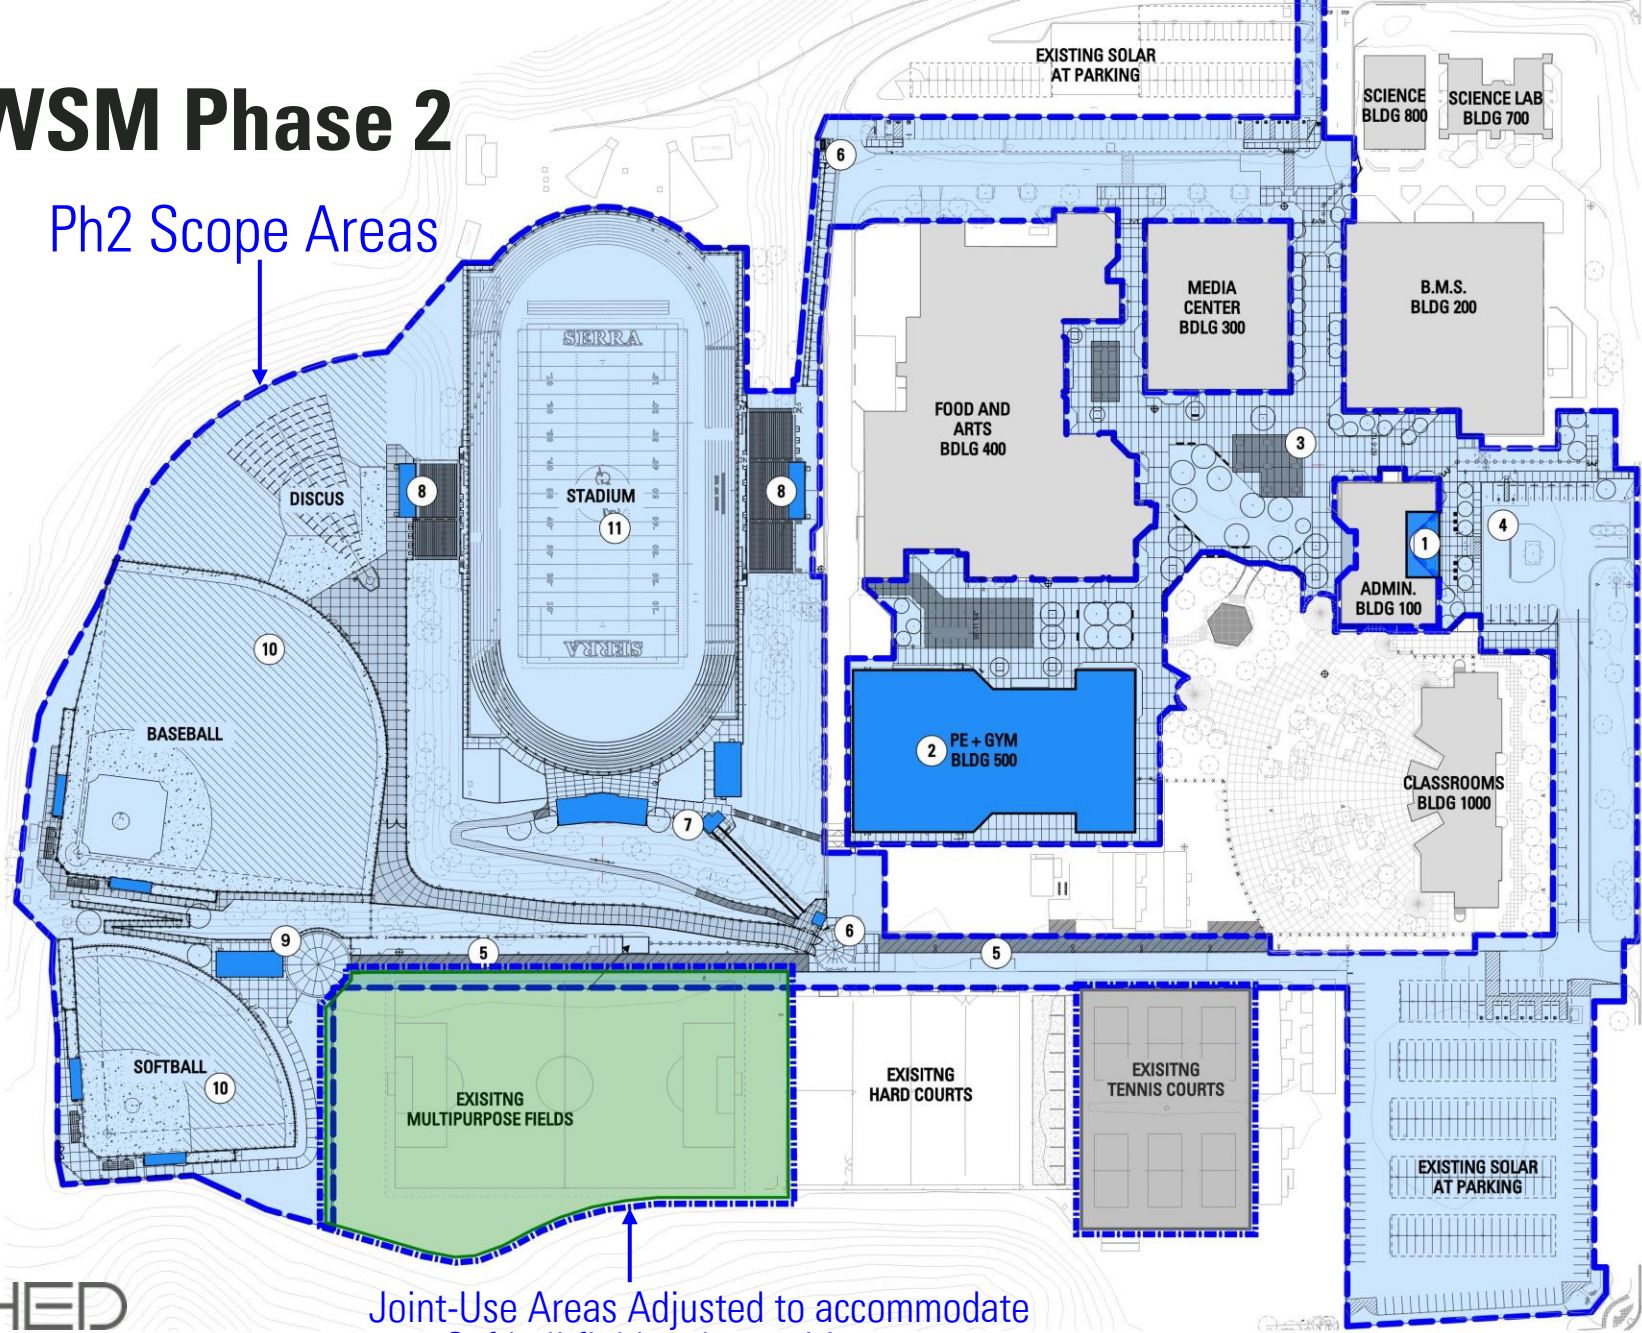 WSM Phase 2
Ph2 Scope Areas
EXISTING SOLAR
AT PARKING
SCIENCE
BLDG 800
SCIENCE LAB
BLDG 700
6
MEDIA
CENTER
BDLG 300
B.M.S.
BLDG 200
SERRA
FOOD AND
ARTS
BDLG 400
3
DISCUS
8
STADIUM
11
8
4
1
ADMIN.
BLDG 100
10
SERRA
BASEBALL
2
PE + GYM
BLDG 500
CLASSROOMS
BLDG 1000
7
9
6
5
5
SOFTBALL
10
EXISITNG
MULTIPURPOSE FIELDS
EXISITNG
HARD COURTS
EXISITNG
TENNIS COURTS
EXISTING SOLAR
AT PARKING
HED
Joint-Use Areas Adjusted to accommodate